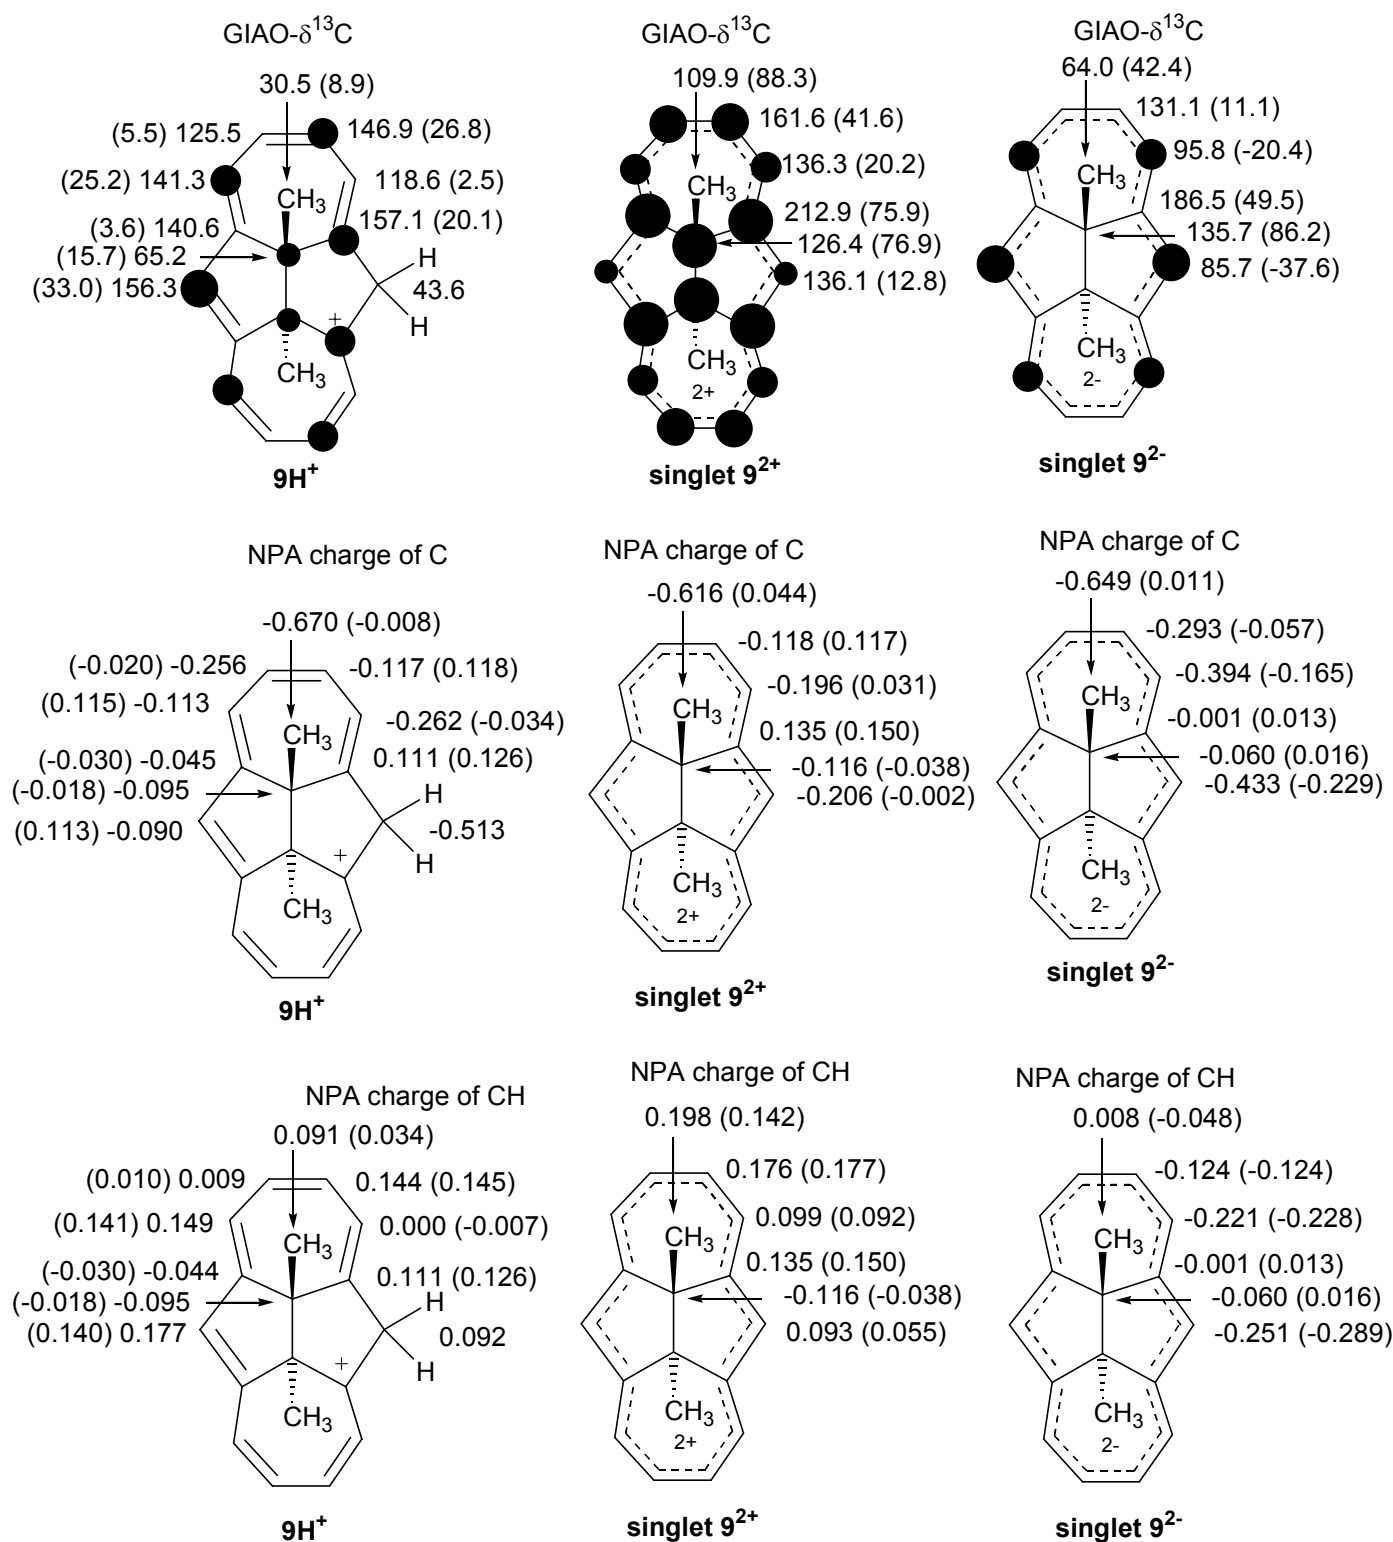 GIAO-δ¹³C
30.5 (8.9)
(5.5) 125.5
146.9 (26.8)
(25.2) 141.3
118.6 (2.5)
CH₃
(3.6) 140.6
157.1 (20.1)
(15.7) 65.2
H
(33.0) 156.3
43.6
+
H
CH₃
9H⁺
GIAO-δ¹³C
109.9 (88.3)
161.6 (41.6)
136.3 (20.2)
CH₃
212.9 (75.9)
126.4 (76.9)
136.1 (12.8)
CH₃
2+
singlet 9²⁺
GIAO-δ¹³C
64.0 (42.4)
131.1 (11.1)
95.8 (-20.4)
CH₃
186.5 (49.5)
135.7 (86.2)
85.7 (-37.6)
CH₃
2-
singlet 9²⁻
NPA charge of C
-0.670 (-0.008)
(-0.020) -0.256
-0.117 (0.118)
(0.115) -0.113
-0.262 (-0.034)
CH₃
(-0.030) -0.045
0.111 (0.126)
(-0.018) -0.095
H
(0.113) -0.090
-0.513
+
H
CH₃
9H⁺
NPA charge of C
-0.616 (0.044)
-0.118 (0.117)
-0.196 (0.031)
CH₃
0.135 (0.150)
-0.116 (-0.038)
-0.206 (-0.002)
CH₃
2+
singlet 9²⁺
NPA charge of C
-0.649 (0.011)
-0.293 (-0.057)
-0.394 (-0.165)
CH₃
-0.001 (0.013)
-0.060 (0.016)
-0.433 (-0.229)
CH₃
2-
singlet 9²⁻
NPA charge of CH
0.091 (0.034)
(0.010) 0.009
0.144 (0.145)
(0.141) 0.149
0.000 (-0.007)
CH₃
(-0.030) -0.044
0.111 (0.126)
(-0.018) -0.095
H
(0.140) 0.177
0.092
+
H
CH₃
9H⁺
NPA charge of CH
0.198 (0.142)
0.176 (0.177)
0.099 (0.092)
CH₃
0.135 (0.150)
-0.116 (-0.038)
0.093 (0.055)
CH₃
2+
singlet 9²⁺
NPA charge of CH
0.008 (-0.048)
-0.124 (-0.124)
-0.221 (-0.228)
CH₃
-0.001 (0.013)
-0.060 (0.016)
-0.251 (-0.289)
CH₃
2-
singlet 9²⁻